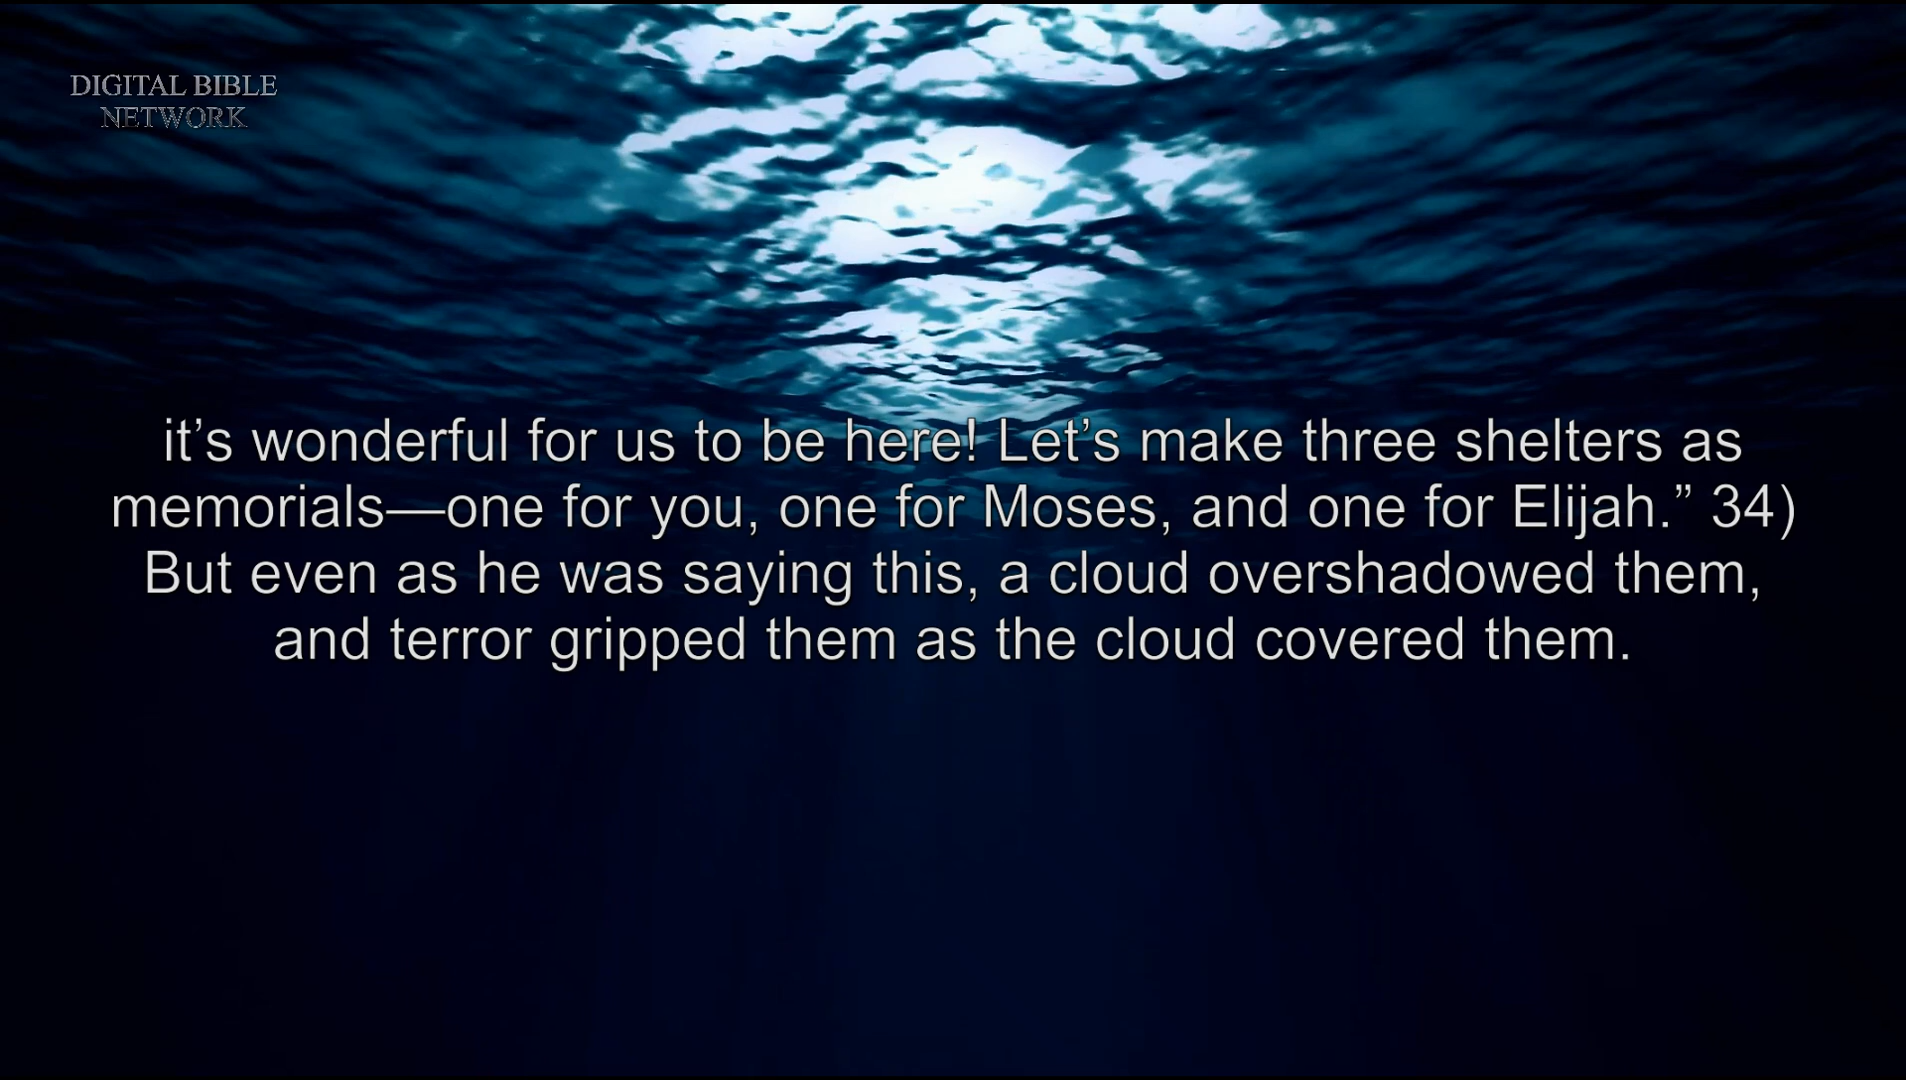 DIGITAL BIBLE
NETWORK
it’s wonderful for us to be here! Let’s make three shelters as
memorials—one for you, one for Moses, and one for Elijah.” 34)
But even as he was saying this, a cloud overshadowed them,
and terror gripped them as the cloud covered them.